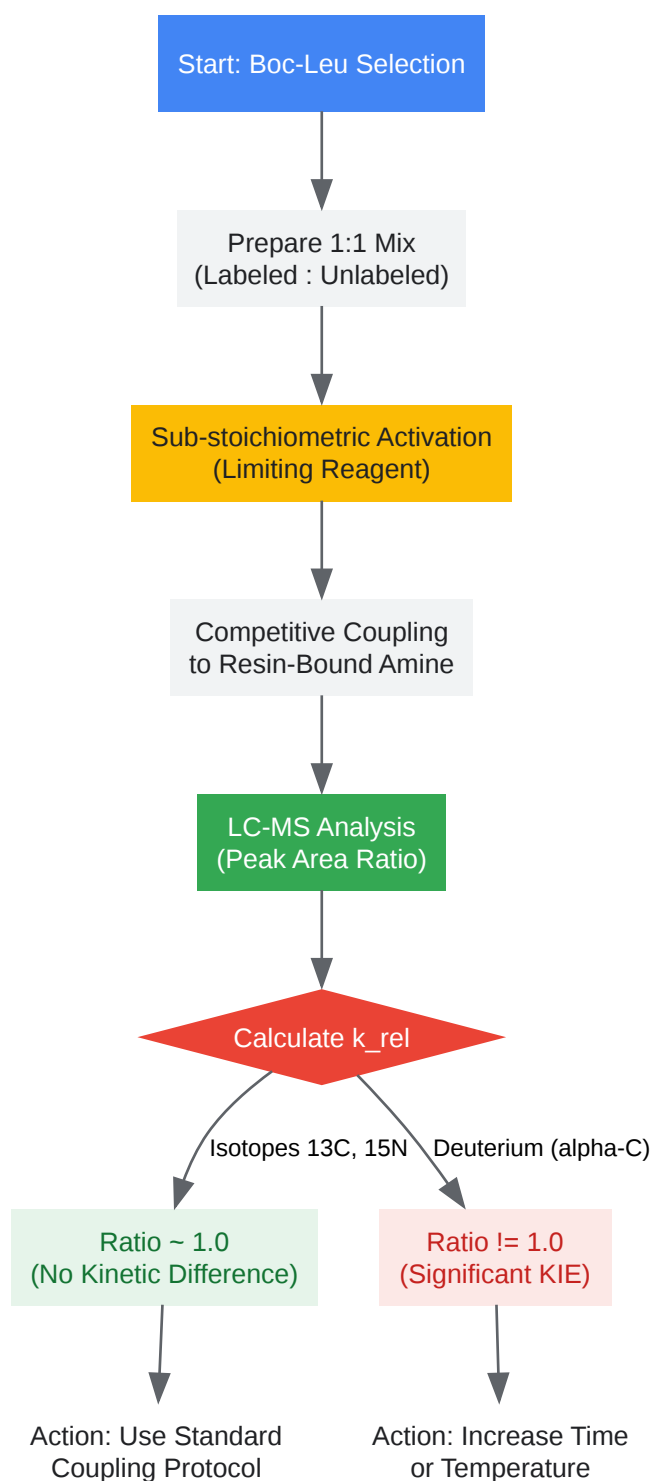 Start: Boc-Leu Selection
Prepare 1:1 Mix
(Labeled : Unlabeled)
Sub-stoichiometric Activation
(Limiting Reagent)
Competitive Coupling
to Resin-Bound Amine
LC-MS Analysis
(Peak Area Ratio)
Calculate k_rel
Isotopes 13C, 15N
Deuterium (alpha-C)
Ratio ~ 1.0
(No Kinetic Difference)
Ratio != 1.0
(Significant KIE)
Action: Use Standard
Coupling Protocol
Action: Increase Time
or Temperature